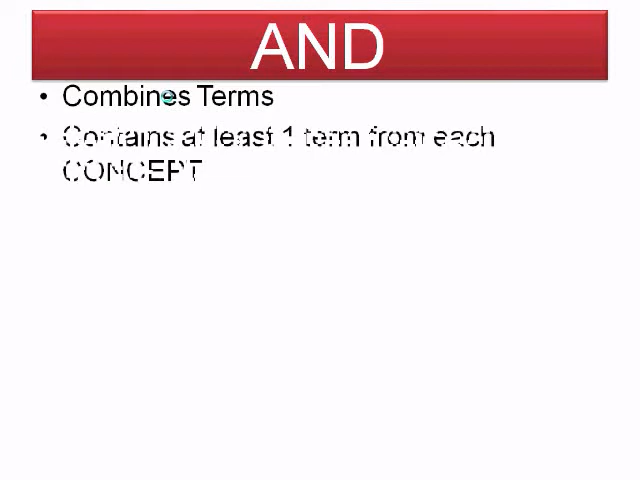 AND
• Combines Terms
• Contains at least 1 term from each
CONCEPT